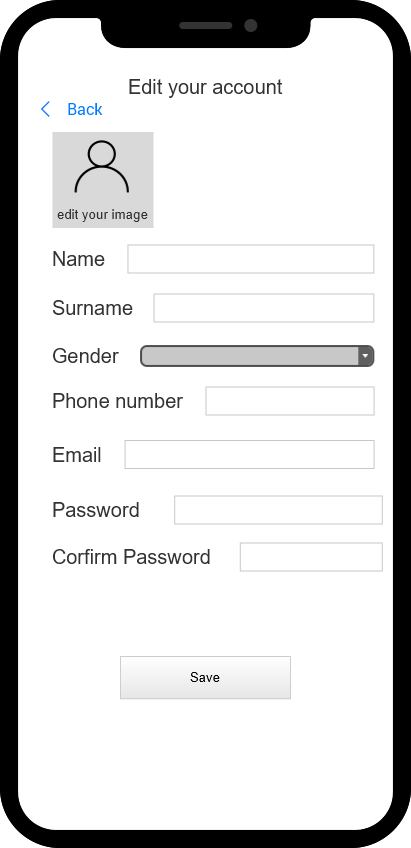 Edit your account
Back
edit your image
Name
Surname
Gender
Phone number
Email
Password
Corfirm Password
Save